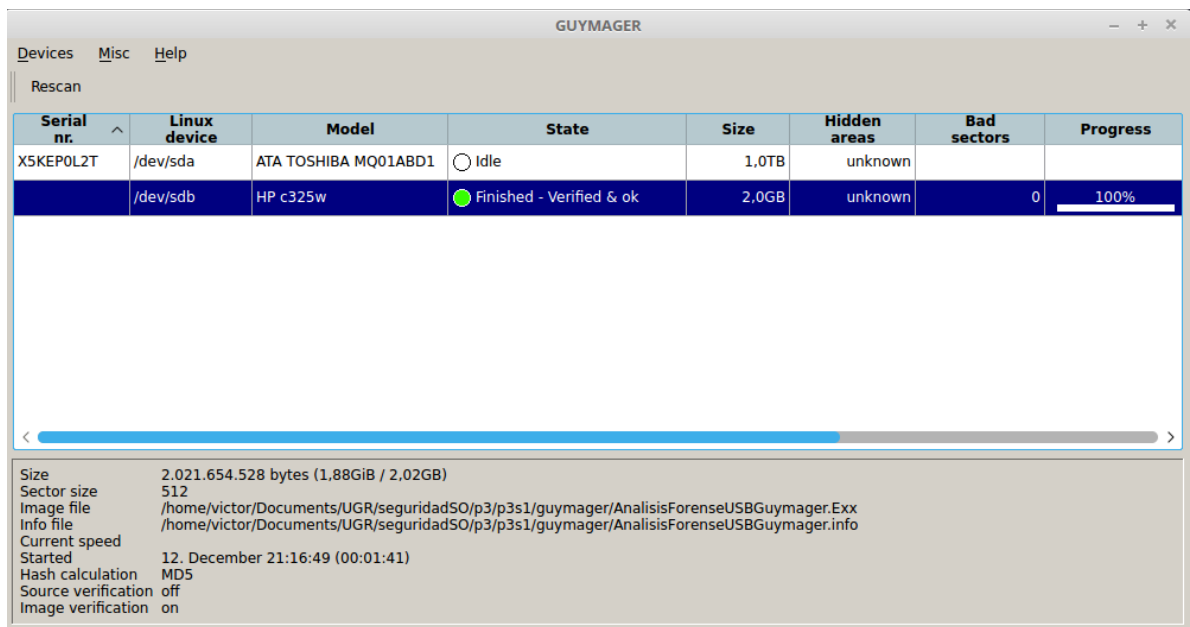 GUYMAGER
Devices Misc Help
Rescan
Serial nr. Linux device Model State Size Hidden areas Bad sectors Progress
X5KEP0L2T /dev/sda ATA TOSHIBA MQ01ABD1 Idle 1,0TB unknown
/dev/sdb HP c325w Finished - Verified & ok 2,0GB unknown 0 100%
Size 2.021.654.528 bytes (1,88GiB / 2,02GB)
Sector size 512
Image file /home/victor/Documents/UGR/seguridadSO/p3/p3s1/guymager/AnalisisForenseUSBGuymager.Exx
Info file /home/victor/Documents/UGR/seguridadSO/p3/p3s1/guymager/AnalisisForenseUSBGuymager.info
Current speed
Started 12. December 21:16:49 (00:01:41)
Hash calculation MD5
Source verification off
Image verification on